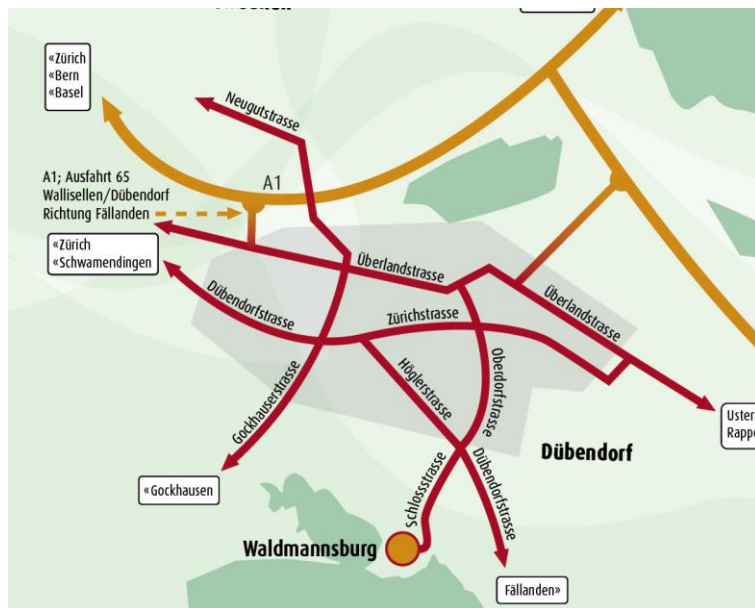 «Zürich
«Bern
«Basel
Neugutstrasse
A1; Ausfahrt 65
Wallisellen/Dübendorf
Richtung Fällanden
A1
«Zürich
«Schwamendingen
Überlandstrasse
Überlandstrasse
Dübendorfstrasse
Zürichstrasse
Gockhauserstrasse
Höglerstrasse
Oberdorfstrasse
Uster
Dübendorf
«Gockhausen
Schlossstrasse
Dübendorfstrasse
Waldmannsburg
Fällanden»